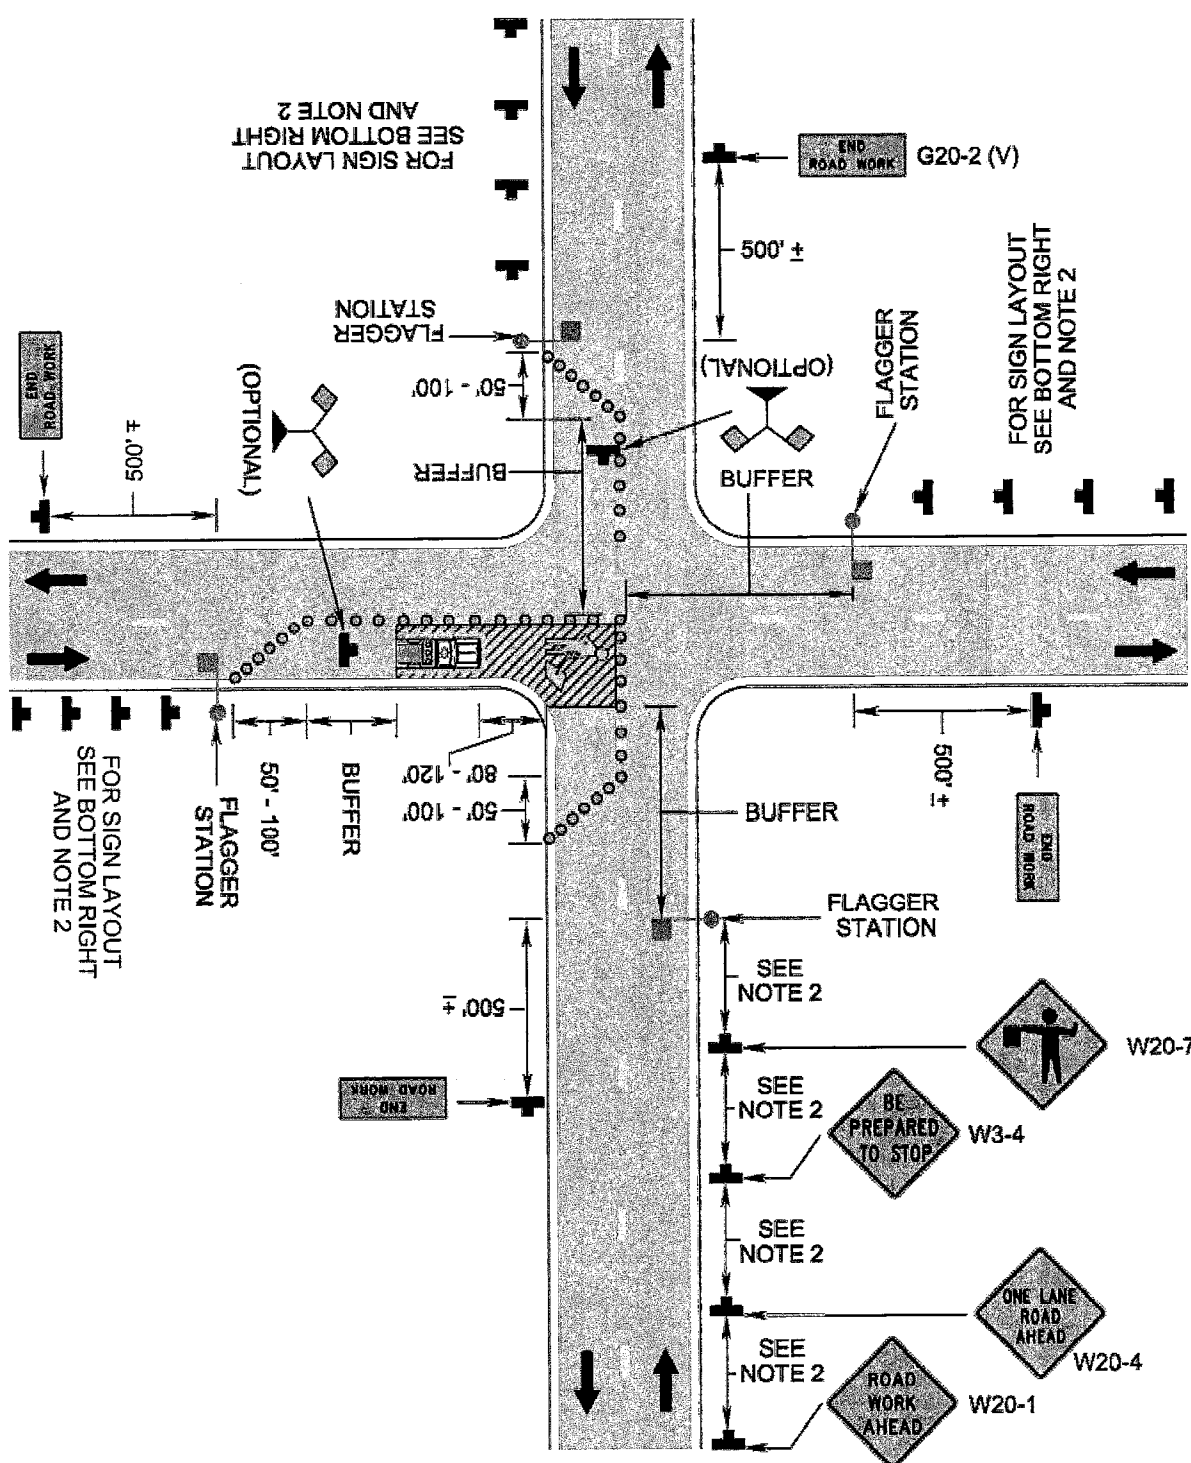 FOR SIGN LAYOUT
SEE BOTTOM RIGHT
AND NOTE 2
END
ROAD WORK
G20-2 (V)
500' ±
FOR SIGN LAYOUT
SEE BOTTOM RIGHT
AND NOTE 2
FLAGGER
STATION
END
ROAD WORK
500' ±
(OPTIONAL)
FLAGGER
STATION
50' - 100'
BUFFER
(OPTIONAL)
BUFFER
FOR SIGN LAYOUT
SEE BOTTOM RIGHT
AND NOTE 2
FLAGGER
STATION
50' - 100'
BUFFER
80' - 120'
50' - 100'
BUFFER
500' ±
END
ROAD WORK
FLAGGER
STATION
500' ±
END
ROAD WORK
SEE
NOTE 2
W20-7
SEE
NOTE 2
BE
PREPARED
TO STOP
W3-4
SEE
NOTE 2
ONE LANE
ROAD
AHEAD
W20-4
SEE
NOTE 2
ROAD
WORK
AHEAD
W20-1